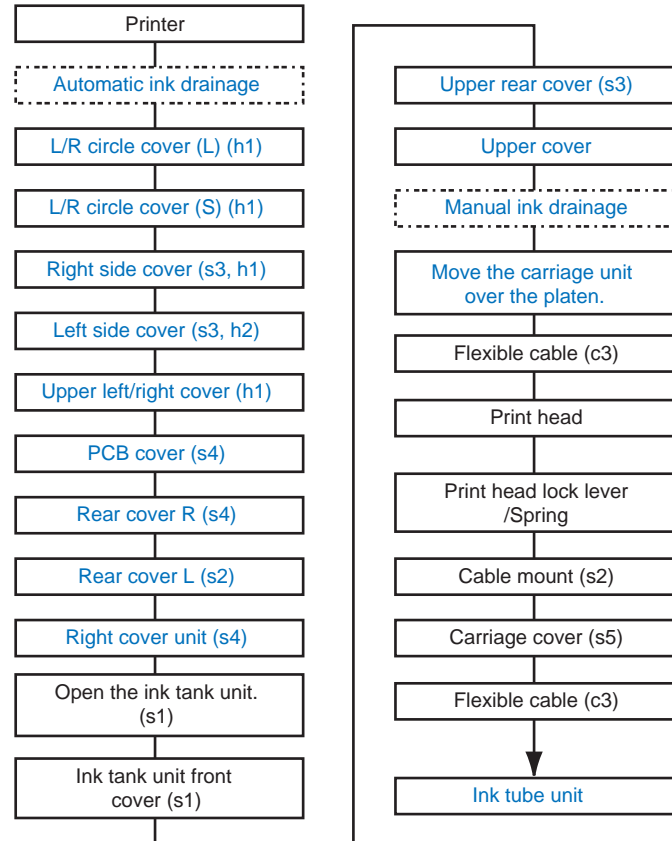 Printer
Automatic ink drainage
L/R circle cover (L) (h1)
L/R circle cover (S) (h1)
Right side cover (s3, h1)
Left side cover (s3, h2)
Upper left/right cover (h1)
PCB cover (s4)
Rear cover R (s4)
Rear cover L (s2)
Right cover unit (s4)
Open the ink tank unit.
(s1)
Ink tank unit front
cover (s1)
Upper rear cover (s3)
Upper cover
Manual ink drainage
Move the carriage unit
over the platen.
Flexible cable (c3)
Print head
Print head lock lever
/Spring
Cable mount (s2)
Carriage cover (s5)
Flexible cable (c3)
Ink tube unit